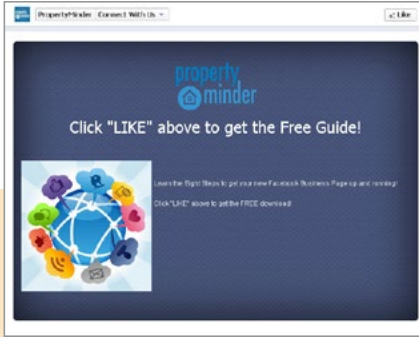 PropertyMinder Connect With Us
Like
property
minder
Click "LIKE" above to get the Free Guide!
Learn the Eight Steps to get your new Facebook Business Page up and running!
Click "LIKE" above to get the FREE download!